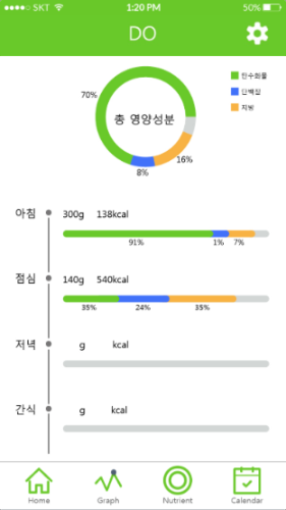 SKT 1:20 PM 50%
DO
70%
총 영양성분
탄수화물
단백질
지방
16%
8%
아침 300g 138kcal
91% 1% 7%
점심 140g 540kcal
35% 24% 35%
저녁 g kcal
간식 g kcal
Home Graph Nutrient Calendar